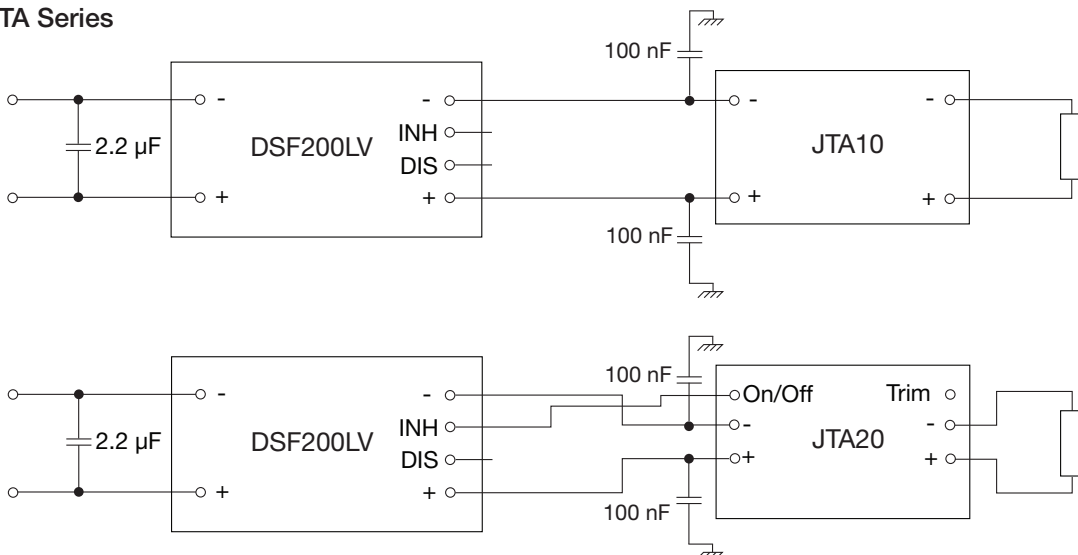 TA Series
100 nF
- - - -
INH
2.2 µF DSF200LV JTA10
DIS
+ + + +
100 nF
100 nF
On/Off Trim
- -
INH - -
2.2 µF DSF200LV JTA20
DIS + +
+ +
100 nF